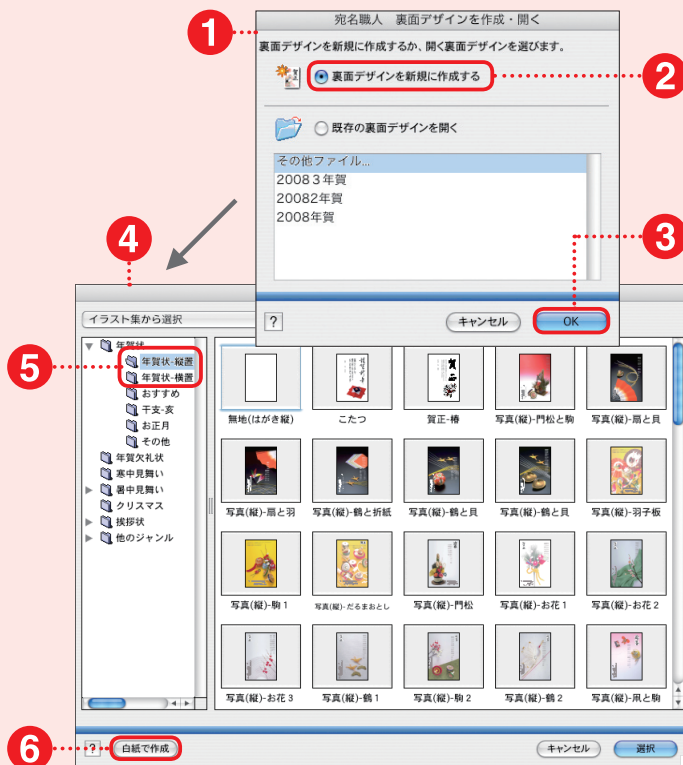 1
宛名職人　裏面デザインを作成・開く
裏面デザインを新規に作成するか、開く裏面デザインを選びます。
裏面デザインを新規に作成する
2
既存の裏面デザインを開く
その他ファイル...
2008３年賀
20082年賀
2008年賀
3
?
キャンセル
OK
4
イラスト集から選択
5
年賀状
年賀状-縦置
年賀状-横置
おすすめ
干支-亥
お正月
その他
年賀欠礼状
寒中見舞い
暑中見舞い
クリスマス
挨拶状
他のジャンル
無地(はがき縦)
こたつ
賀正-椿
写真(縦)-門松と駒
写真(縦)-扇と貝
写真(縦)-扇と羽
写真(縦)-鶴と折紙
写真(縦)-鶴と貝
写真(縦)-鶴と貝
写真(縦)-羽子板
写真(縦)-駒 1
写真(縦)-だるまおとし
写真(縦)-門松
写真(縦)-お花 1
写真(縦)-お花 2
写真(縦)-お花 3
写真(縦)-鶴 1
写真(縦)-駒 2
写真(縦)-鶴 2
写真(縦)-凧と駒
6
?
白紙で作成
キャンセル
選択